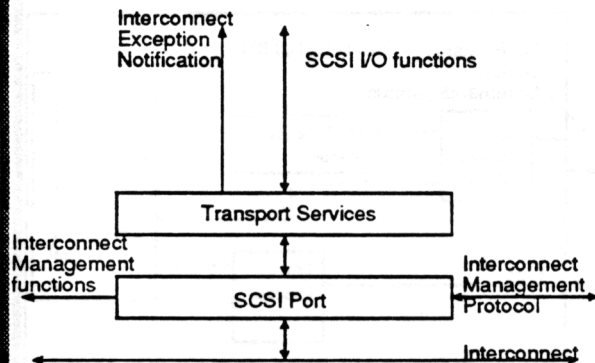 Interconnect
Exception
Notification
SCSI I/O functions
Transport Services
Interconnect
Management
functions
SCSI Port
Interconnect
Management
Protocol
Interconnect